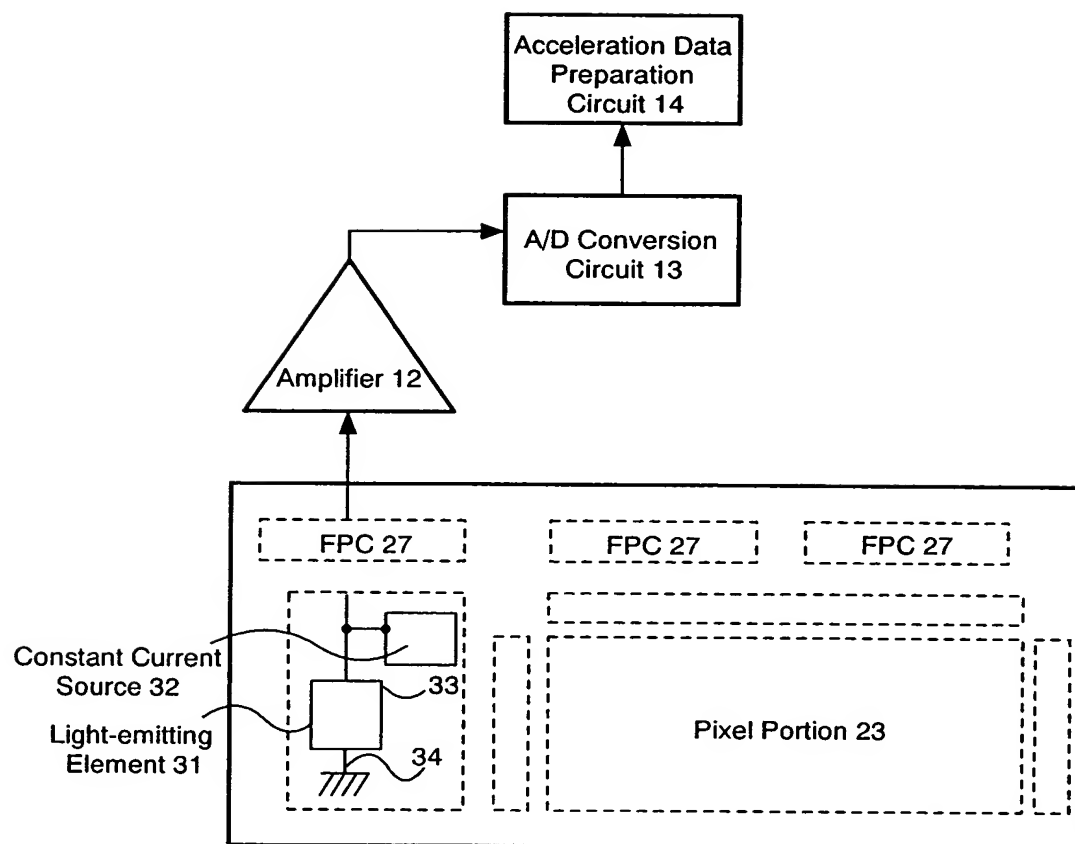 Acceleration Data
Preparation
Circuit 14
A/D Conversion
Circuit 13
Amplifier 12
FPC 27
FPC 27
FPC 27
Constant Current
Source 32
33
Light-emitting
Element 31
34
Pixel Portion 23